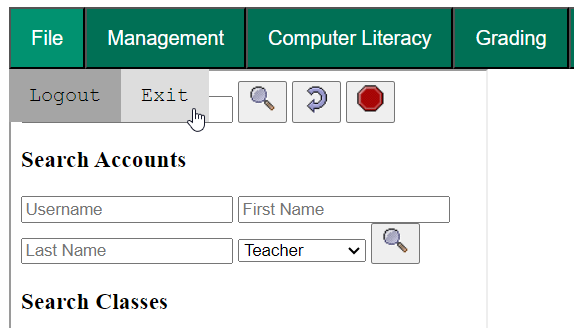 File Management Computer Literacy Grading
Logout Exit
Search Accounts
Username First Name
Last Name Teacher
Search Classes